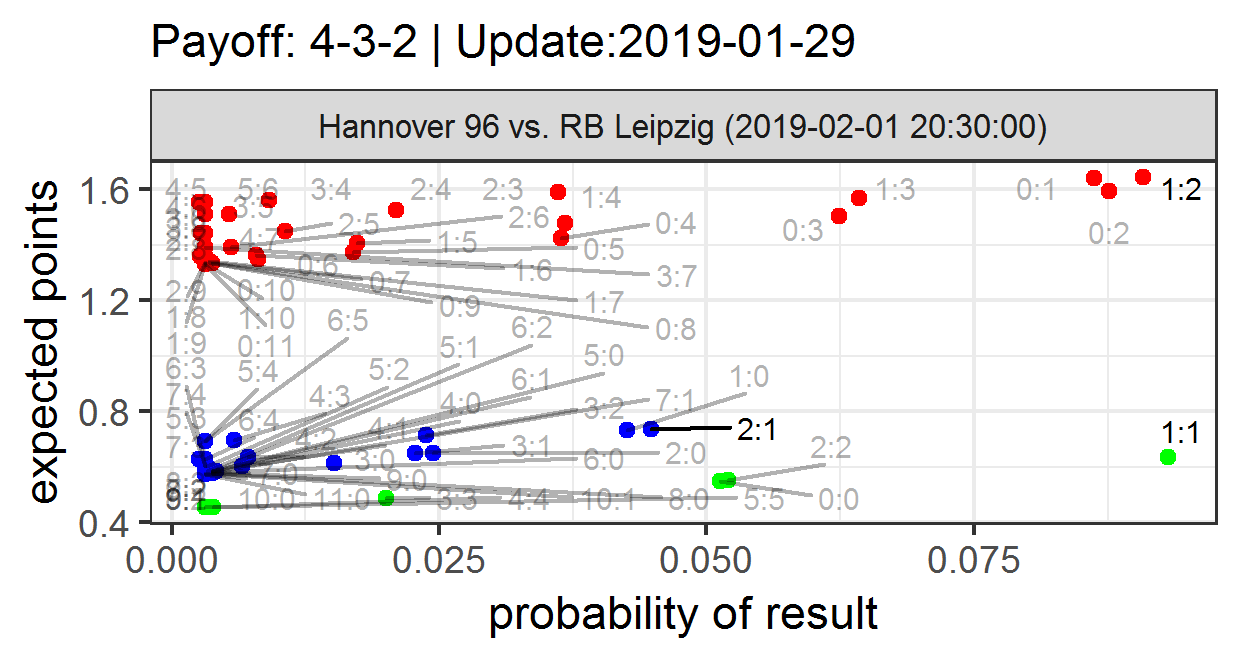 Payoff: 4-3-2 | Update:2019-01-29
Hannover 96 vs. RB Leipzig (2019-02-01 20:30:00)
expected points
1.6
1.2
0.8
0.4
4:5 5:6 3:4 2:4 2:3 1:4 1:3 0:1 1:2
3:5 2:6 2:5 0:4 0:3 0:2
4:7 1:5 0:5
0:6 1:6 3:7
2:9 0:10 0:7 0:9 1:7
1:8 1:10 6:5 6:2 0:8
1:9 0:11 5:1 5:0
6:3 5:4 5:2 6:1 1:0
7:4 4:3 4:0 3:2 7:1
5:3 6:4 4:1 2:1 1:1
4:2 3:1 2:0 2:2
7:0 3:0 9:0 6:0
9:1 10:0 11:0 3:3 4:4 10:1 8:0 5:5 0:0
0.000 0.025 0.050 0.075
probability of result